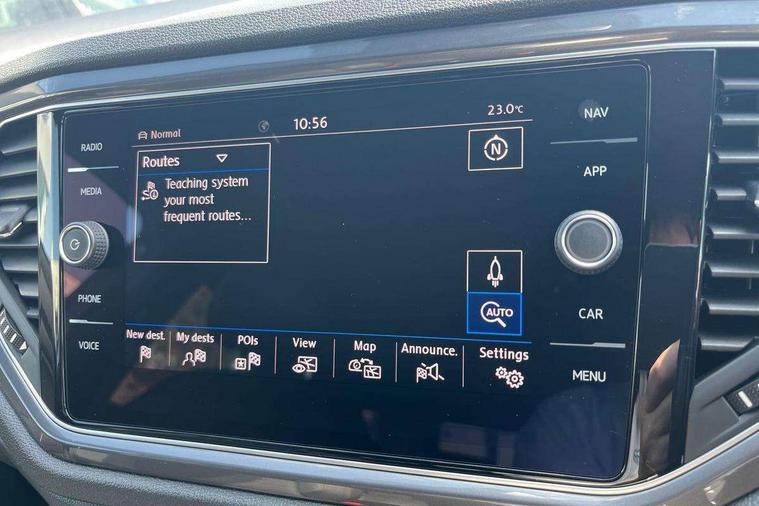 RADIO
MEDIA
PHONE
VOICE
Normal
10:56
23.0°C
Routes
Teaching system
your most
frequent routes...
N
AUTO
New dest.
My dests
POIs
View
Map
Announce.
Settings
NAV
APP
CAR
MENU